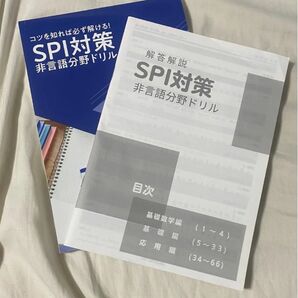 コツを知れば必ず解ける!
SPI対策
非言語分野ドリル
解答解説
SPI対策
非言語分野ドリル
目次
基礎数学編 (1~4)
基礎編 (5~33)
応用編 (34~66)